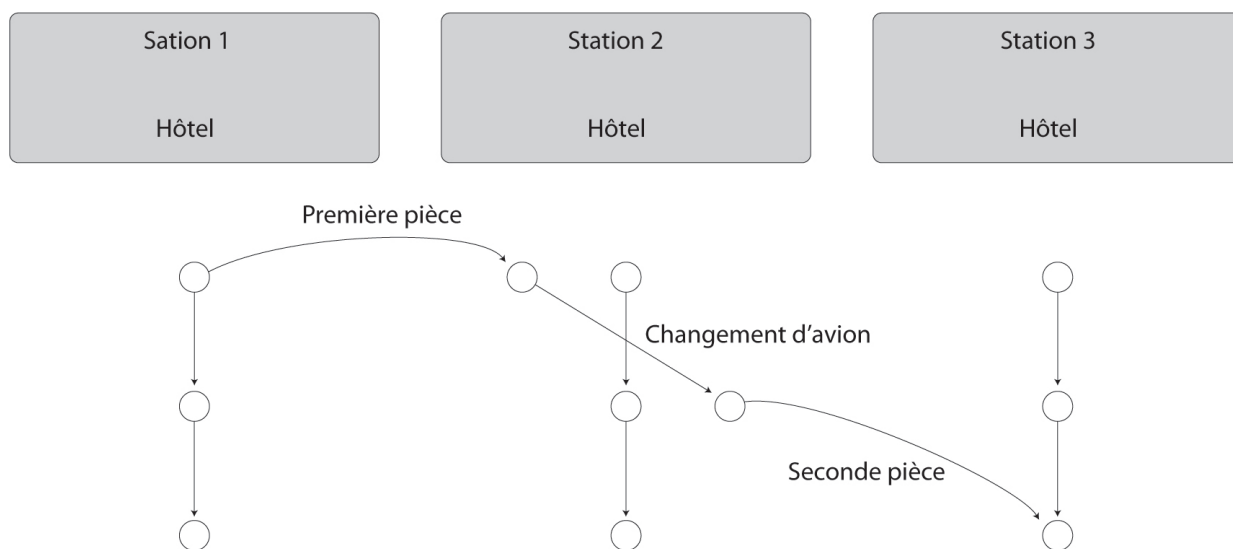 Sation 1
Hôtel
Station 2
Hôtel
Station 3
Hôtel
Première pièce
Changement d'avion
Seconde pièce